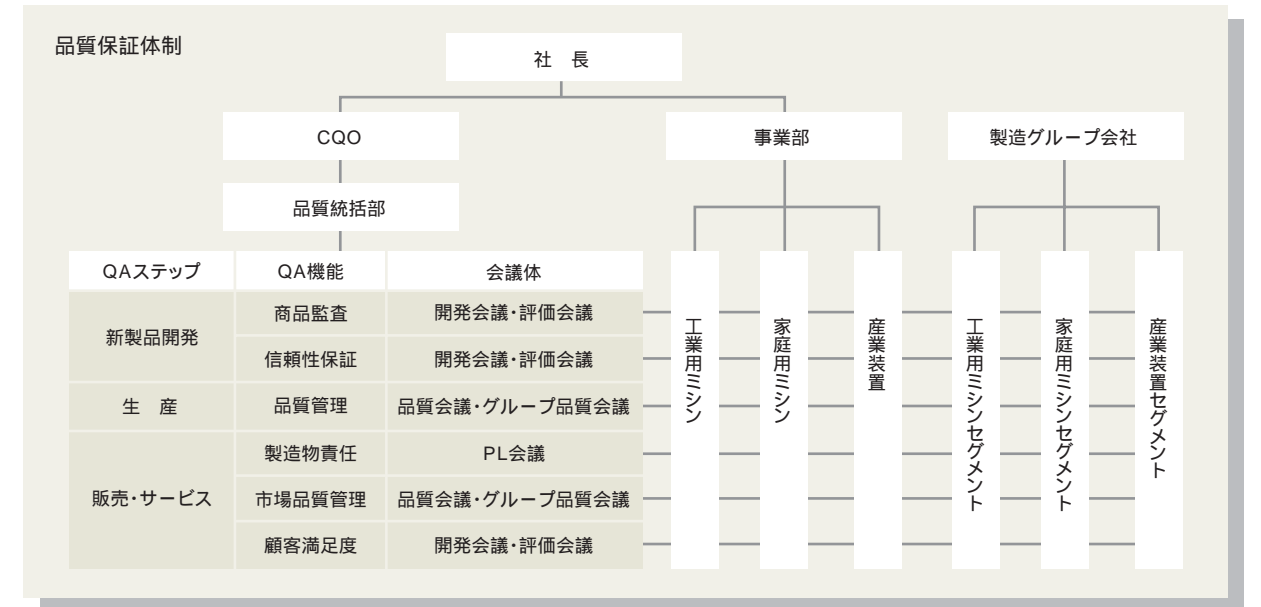 品質保証体制
社　長
CQO
事業部
製造グループ会社
品質統括部
QAステップ
QA機能
会議体
新製品開発
商品監査
開発会議・評価会議
信頼性保証
開発会議・評価会議
生　産
品質管理
品質会議・グループ品質会議
販売・サービス
製造物責任
PL会議
市場品質管理
品質会議・グループ品質会議
顧客満足度
開発会議・評価会議
工業用ミシン
家庭用ミシン
産業装置
工業用ミシンセグメント
家庭用ミシンセグメント
産業装置セグメント